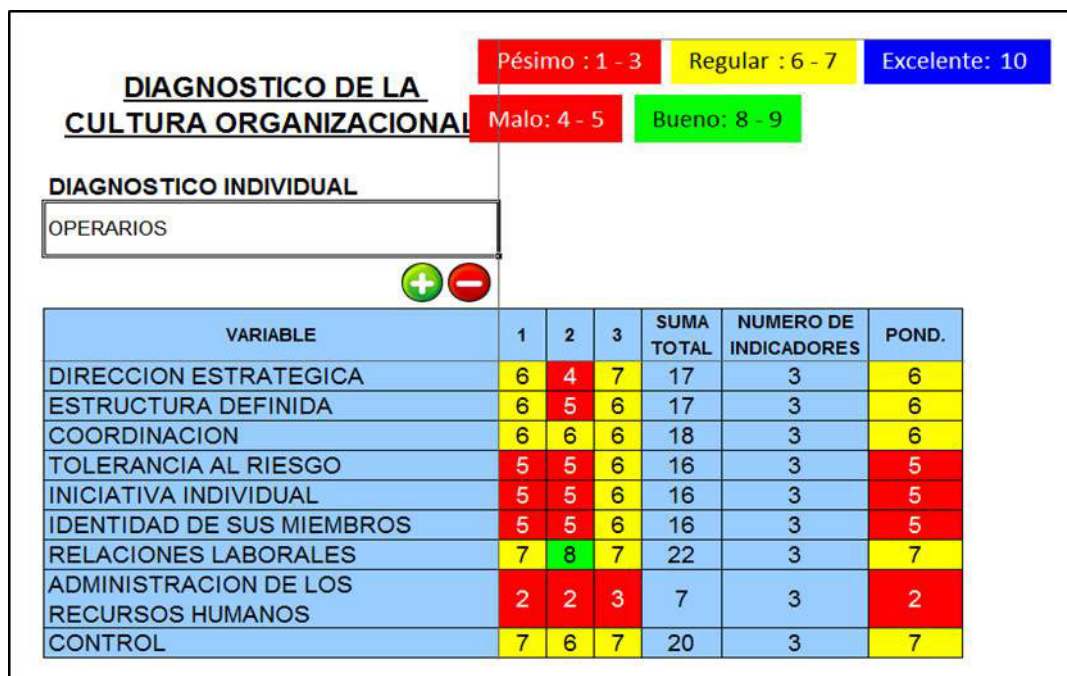 Pésimo : 1 - 3 Regular : 6 - 7 Excelente: 10
DIAGNOSTICO DE LA
CULTURA ORGANIZACIONAL Malo: 4 - 5 Bueno: 8 - 9
DIAGNOSTICO INDIVIDUAL
OPERARIOS
VARIABLE 1 2 3 SUMA TOTAL NUMERO DE INDICADORES POND.
DIRECCION ESTRATEGICA 6 4 7 17 3 6
ESTRUCTURA DEFINIDA 6 5 6 17 3 6
COORDINACION 6 6 6 18 3 6
TOLERANCIA AL RIESGO 5 5 6 16 3 5
INICIATIVA INDIVIDUAL 5 5 6 16 3 5
IDENTIDAD DE SUS MIEMBROS 5 5 6 16 3 5
RELACIONES LABORALES 7 8 7 22 3 7
ADMINISTRACION DE LOS
RECURSOS HUMANOS 2 2 3 7 3 2
CONTROL 7 6 7 20 3 7